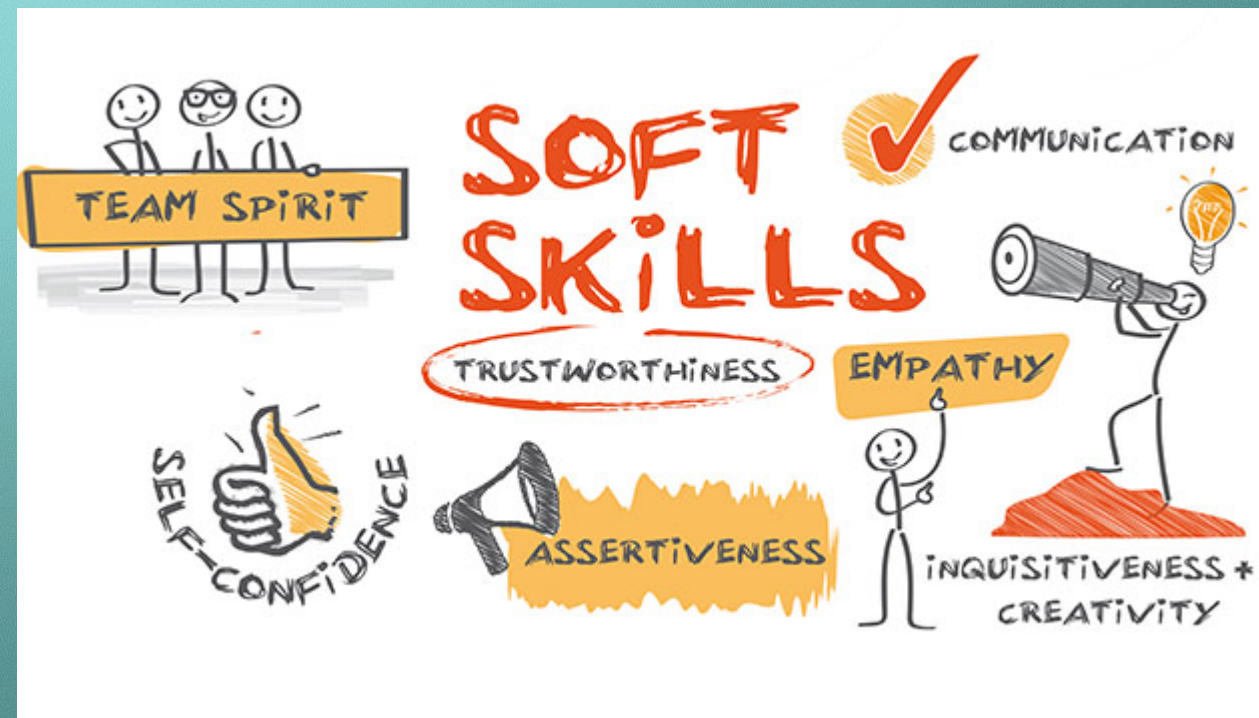 TEAM SPiRiT
SOFT
SKiLLS
COMMUNiCATiON
TRUSTWORTHiNESS
EMPATHY
SELF-CONFiDENCE
ASSERTiVENESS
iNQUiSiTiVENESS +
CREATiViTY